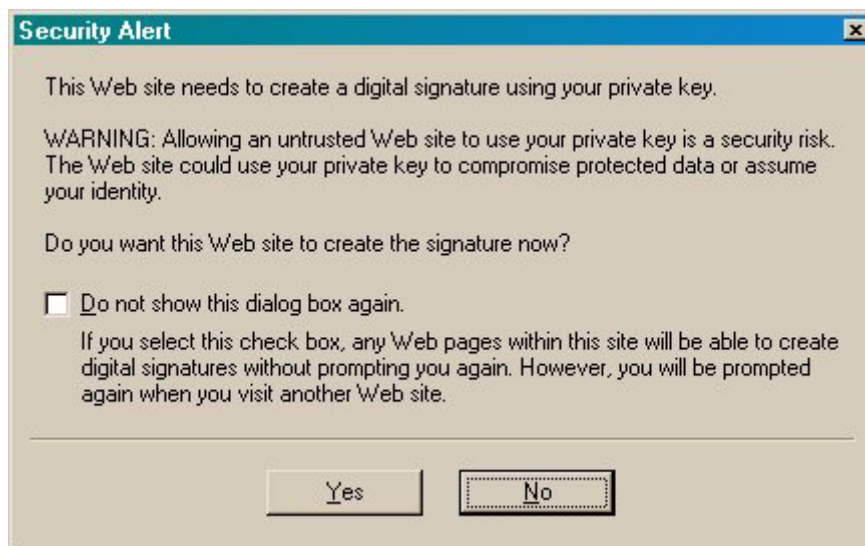 Security Alert
This Web site needs to create a digital signature using your private key.
WARNING: Allowing an untrusted Web site to use your private key is a security risk.
The Web site could use your private key to compromise protected data or assume
your identity.
Do you want this Web site to create the signature now?
Do not show this dialog box again.
If you select this check box, any Web pages within this site will be able to create
digital signatures without prompting you again. However, you will be prompted
again when you visit another Web site.
Yes No